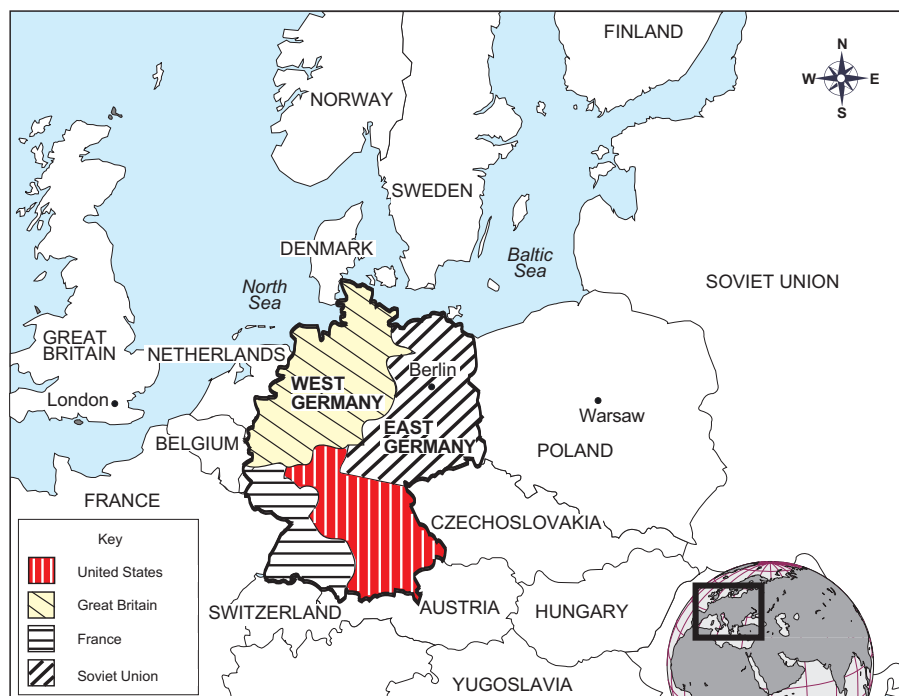 FINLAND
N
W
E
S
NORWAY
SWEDEN
DENMARK
Baltic
Sea
North
Sea
SOVIET UNION
GREAT
BRITAIN
NETHERLANDS
Berlin
WEST
GERMANY
London
Warsaw
EAST
GERMANY
BELGIUM
POLAND
FRANCE
CZECHOSLOVAKIA
Key
United States
Great Britain
France
Soviet Union
SWITZERLAND
AUSTRIA
HUNGARY
YUGOSLAVIA